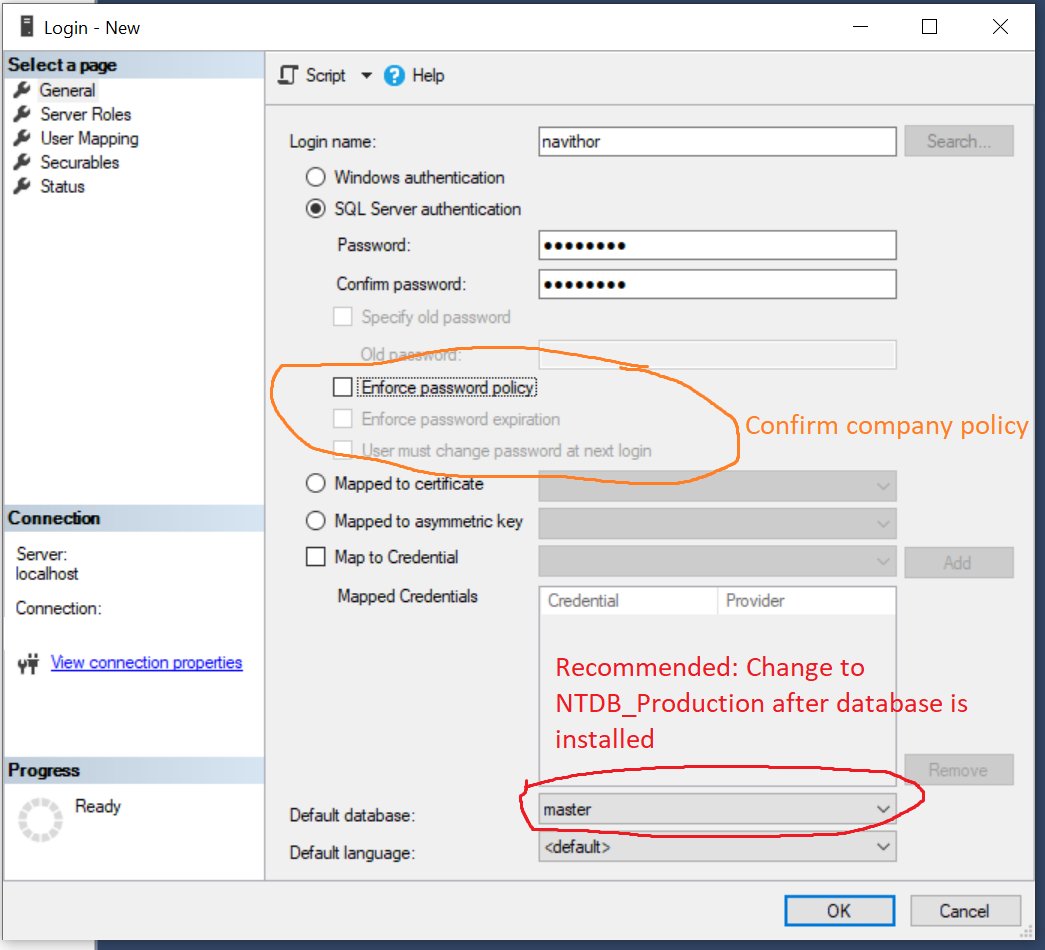 Login - New
Select a page
General
Server Roles
User Mapping
Securables
Status
Script
Help
Login name:
navithor
Search...
Windows authentication
SQL Server authentication
Password:
●●●●●●●●
Confirm password:
●●●●●●●●
Specify old password
Old password:
Enforce password policy
Enforce password expiration
User must change password at next login
Confirm company policy
Mapped to certificate
Mapped to asymmetric key
Map to Credential
Add
Mapped Credentials
Credential Provider
Recommended: Change to
NTDB_Production after database is
installed
Remove
Default database:
master
Default language:
<default>
Connection
Server:
localhost
Connection:
View connection properties
Progress
Ready
OK
Cancel